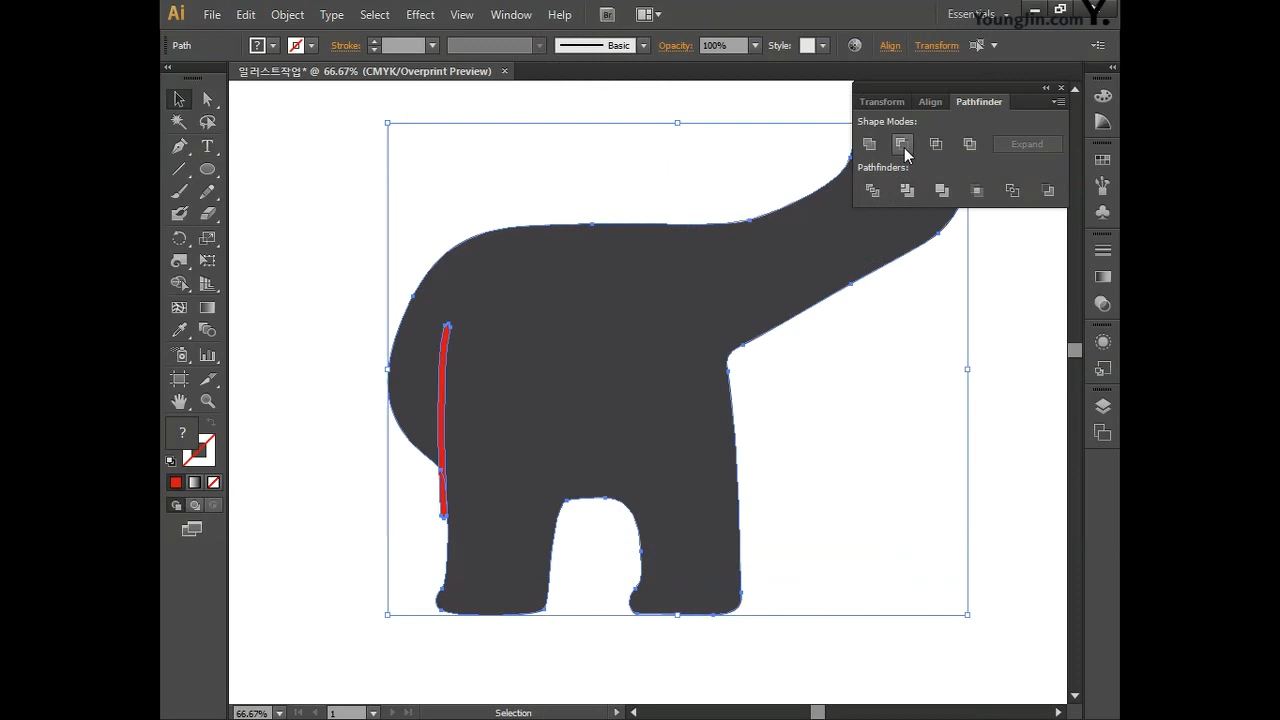 Ai File Edit Object Type Select Effect View Window Help Br Essentials
YoungJin.com Y.
Path ? Stroke: Basic Opacity: 100% Style: Align Transform
일러스트작업* @ 66.67% (CMYK/Overprint Preview) ×
Transform Align Pathfinder
Shape Modes:
Expand
Pathfinders:
T
?
66.67% 1 Selection